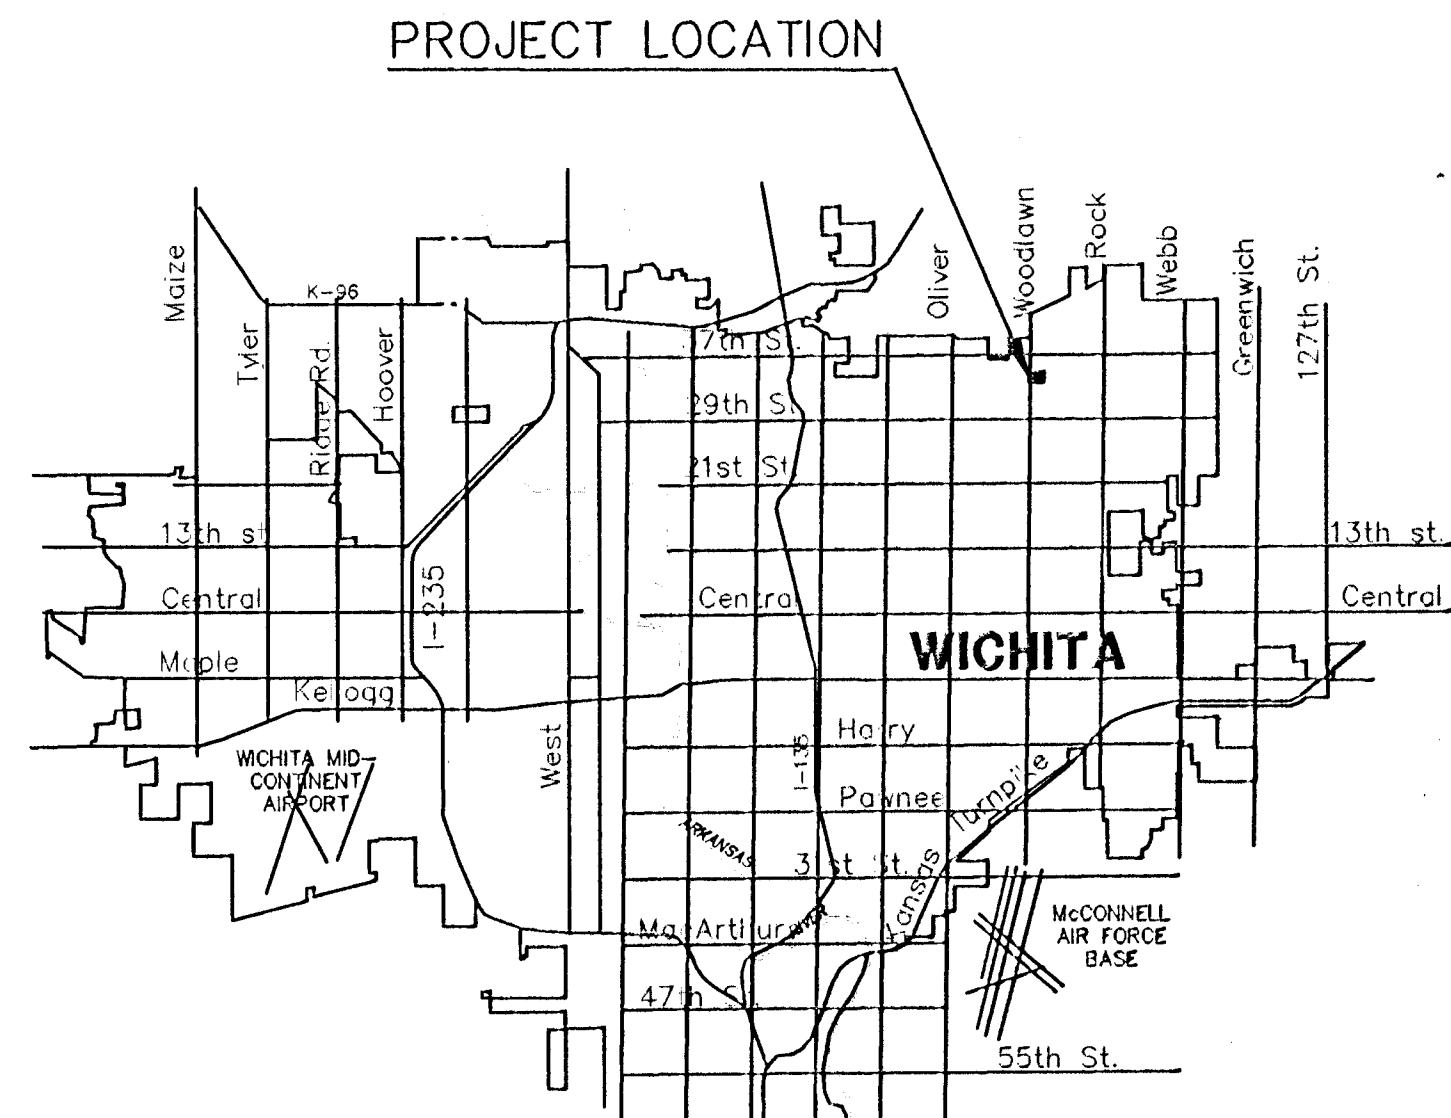 PROJECT LOCATION
Maize
K-96
Tyler
Ridge Rd.
Hoover
Oliver
Woodlawn
Rock
Webb
Greenwich
127th St.
37th St.
29th St.
21st St.
13th st
13th st.
Central
Central
Central
I-235
Maple
WICHITA
Kellogg
West
I-135
Harry
WICHITA MID-
CONTINENT
AIRPORT
Pawnee
Turnpike
Kansas
ARKANSAS
RIVER
31st St.
MacArthur
McCONNELL
AIR FORCE
BASE
47th St.
55th St.